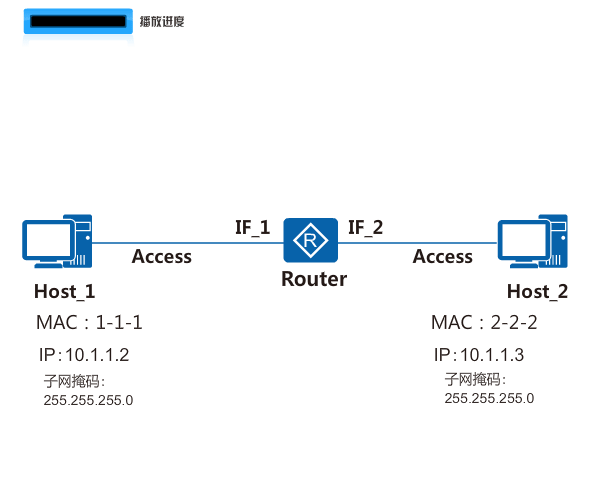 播放进度
IF_1
IF_2
R
Access
Access
Router
Host_1
Host_2
MAC：1-1-1
MAC：2-2-2
IP：10.1.1.2
IP：10.1.1.3
子网掩码：
255.255.255.0
子网掩码：
255.255.255.0